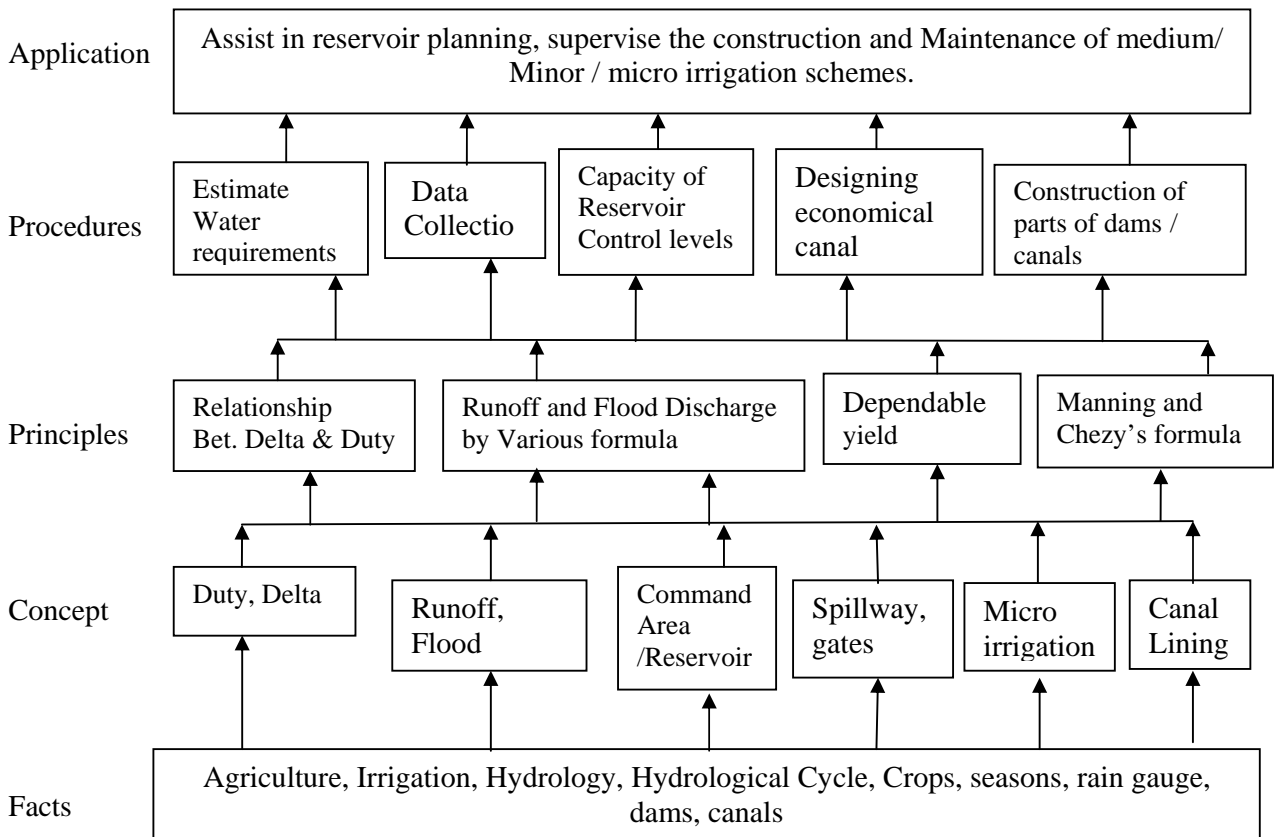 Application
Assist in reservoir planning, supervise the construction and Maintenance of medium/
Minor / micro irrigation schemes.
Procedures
Estimate
Water
requirements
Data
Collectio
Capacity of
Reservoir
Control levels
Designing
economical
canal
Construction of
parts of dams /
canals
Principles
Relationship
Bet. Delta & Duty
Runoff and Flood Discharge
by Various formula
Dependable
yield
Manning and
Chezy’s formula
Concept
Duty, Delta
Runoff,
Flood
Command
Area
/Reservoir
Spillway,
gates
Micro
irrigation
Canal
Lining
Facts
Agriculture, Irrigation, Hydrology, Hydrological Cycle, Crops, seasons, rain gauge,
dams, canals